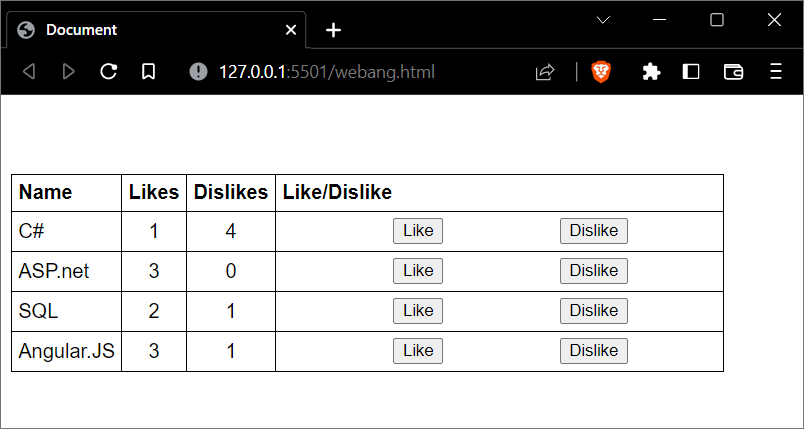 Document
127.0.0.1:5501/webang.html
Name Likes Dislikes Like/Dislike
C# 1 4 Like Dislike
ASP.net 3 0 Like Dislike
SQL 2 1 Like Dislike
Angular.JS 3 1 Like Dislike